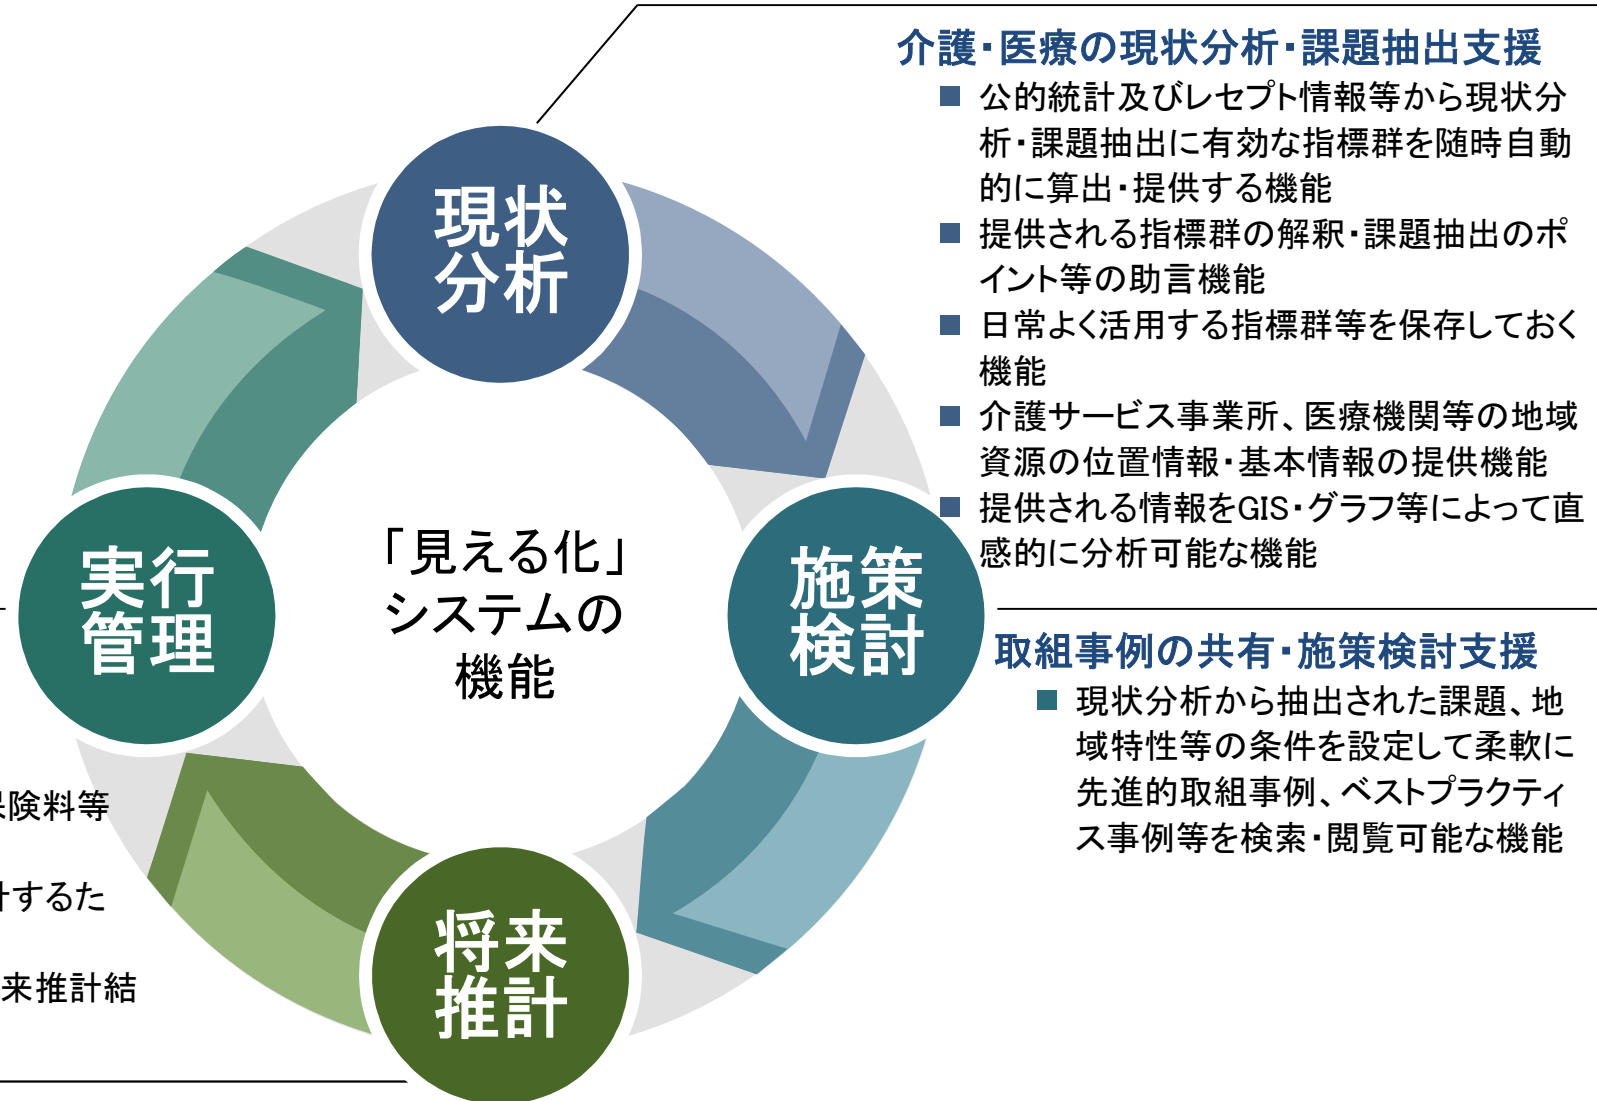 介護・医療の現状分析・課題抽出支援
公的統計及びレセプト情報等から現状分
析・課題抽出に有効な指標群を随時自動
的に算出・提供する機能
提供される指標群の解釈・課題抽出のポ
イント等の助言機能
日常よく活用する指標群等を保存しておく
機能
介護サービス事業所、医療機関等の地域
資源の位置情報・基本情報の提供機能
提供される情報をGIS・グラフ等によって直
感的に分析可能な機能
現状
分析
「見える化」
システムの
機能
実行
管理
施策
検討
取組事例の共有・施策検討支援
現状分析から抽出された課題、地
域特性等の条件を設定して柔軟に
先進的取組事例、ベストプラクティ
ス事例等を検索・閲覧可能な機能
険料等
するた
来推計結
将来
推計